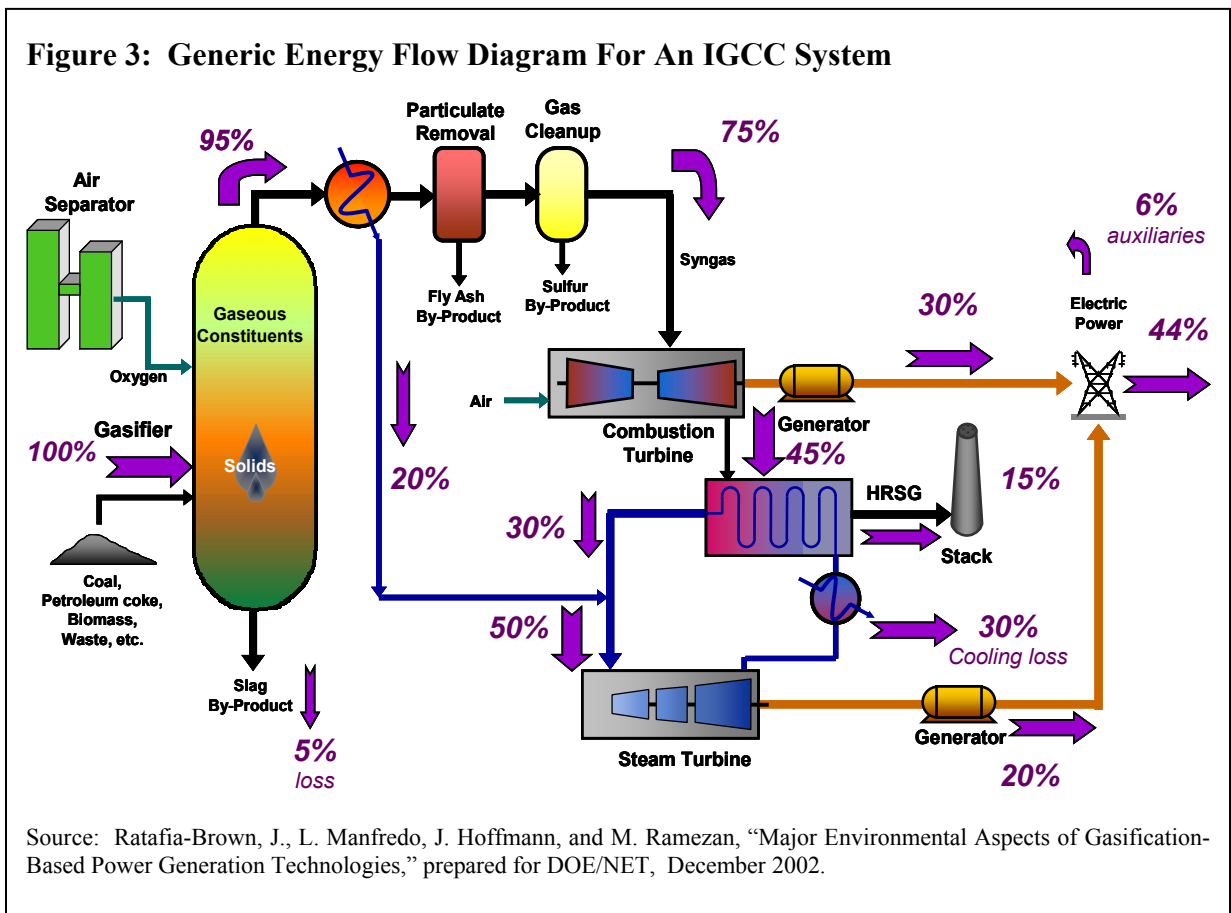 Figure 3: Generic Energy Flow Diagram For An IGCC System
Particulate
Removal
Gas
Cleanup
95%
75%
Air
Separator
6%
auxiliaries
Syngas
Fly Ash
By-Product
Sulfur
By-Product
Gaseous
Constituents
Electric
Power
30%
44%
Oxygen
Air
Gasifier
100%
Solids
Combustion
Turbine
Generator
45%
20%
HRSG
15%
30%
Stack
Coal,
Petroleum coke,
Biomass,
Waste, etc.
50%
30%
Cooling loss
Slag
By-Product
5%
loss
Steam Turbine
Generator
20%
Source: Ratafia-Brown, J., L. Manfredo, J. Hoffmann, and M. Ramezan, “Major Environmental Aspects of Gasification-
Based Power Generation Technologies,” prepared for DOE/NET, December 2002.